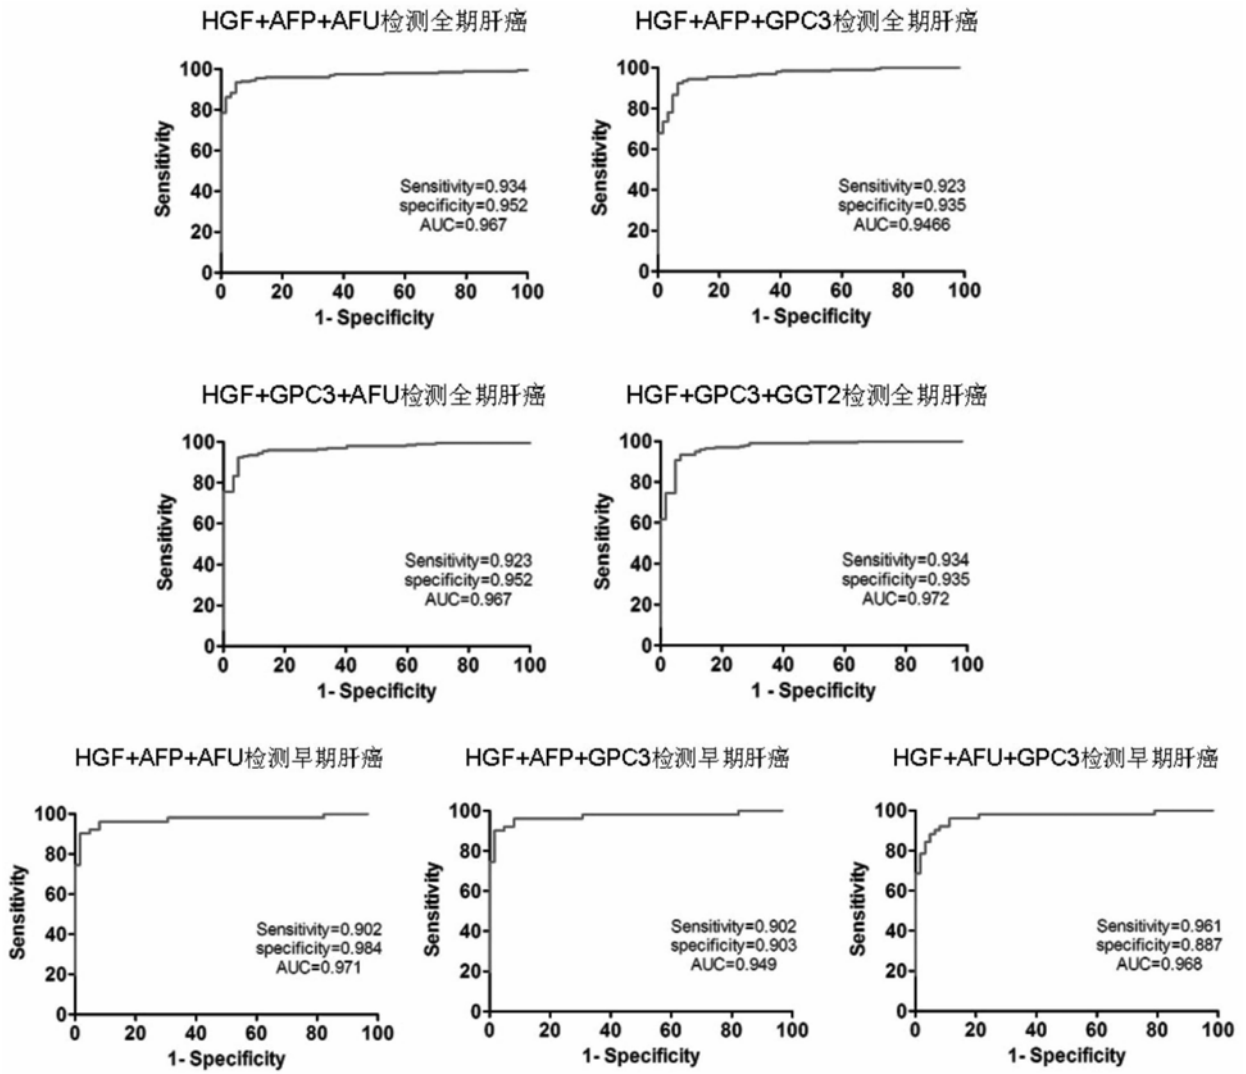 HGF+AFP+AFU检测全期肝癌
100
80
60
40
20
0
Sensitivity
Sensitivity=0.934
specificity=0.952
AUC=0.967
0 20 40 60 80 100
1- Specificity
HGF+AFP+GPC3检测全期肝癌
100
80
60
40
20
0
Sensitivity
Sensitivity=0.923
specificity=0.935
AUC=0.9466
0 20 40 60 80 100
1- Specificity
HGF+GPC3+AFU检测全期肝癌
100
80
60
40
20
0
Sensitivity
Sensitivity=0.923
specificity=0.952
AUC=0.967
0 20 40 60 80 100
1- Specificity
HGF+GPC3+GGT2检测全期肝癌
100
80
60
40
20
0
Sensitivity
Sensitivity=0.934
specificity=0.935
AUC=0.972
0 20 40 60 80 100
1 - Specificity
HGF+AFP+AFU检测早期肝癌
100
80
60
40
20
0
Sensitivity
Sensitivity=0.902
specificity=0.984
AUC=0.971
0 20 40 60 80 100
1- Specificity
HGF+AFP+GPC3检测早期肝癌
100
80
60
40
20
0
Sensitivity
Sensitivity=0.902
specificity=0.903
AUC=0.949
0 20 40 60 80 100
1- Specificity
HGF+AFU+GPC3检测早期肝癌
100
80
60
40
20
0
Sensitivity
Sensitivity=0.961
specificity=0.887
AUC=0.968
0 20 40 60 80 100
1- Specificity